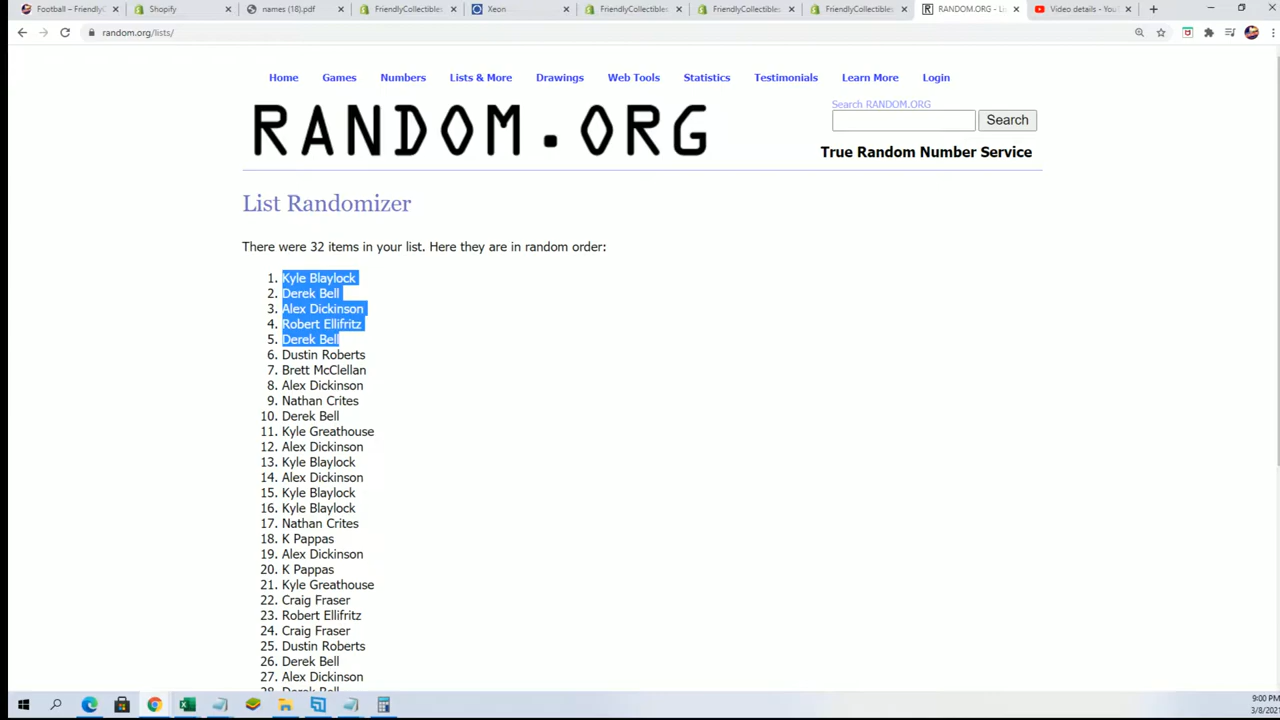 Football – FriendlyC
Shopify
names (18).pdf
FriendlyCollectibles
Xeon
FriendlyCollectibles
FriendlyCollectibles
FriendlyCollectibles
RANDOM.ORG - Li
Video details - You
random.org/lists/
Home Games Numbers Lists & More Drawings Web Tools Statistics Testimonials Learn More Login
RANDOM.ORG
Search RANDOM.ORG
Search
True Random Number Service
List Randomizer
There were 32 items in your list. Here they are in random order:
1. Kyle Blaylock
2. Derek Bell
3. Alex Dickinson
4. Robert Ellifritz
5. Derek Bell
6. Dustin Roberts
7. Brett McClellan
8. Alex Dickinson
9. Nathan Crites
10. Derek Bell
11. Kyle Greathouse
12. Alex Dickinson
13. Kyle Blaylock
14. Alex Dickinson
15. Kyle Blaylock
16. Kyle Blaylock
17. Nathan Crites
18. K Pappas
19. Alex Dickinson
20. K Pappas
21. Kyle Greathouse
22. Craig Fraser
23. Robert Ellifritz
24. Craig Fraser
25. Dustin Roberts
26. Derek Bell
27. Alex Dickinson
28. Derek Bell
9:00 PM